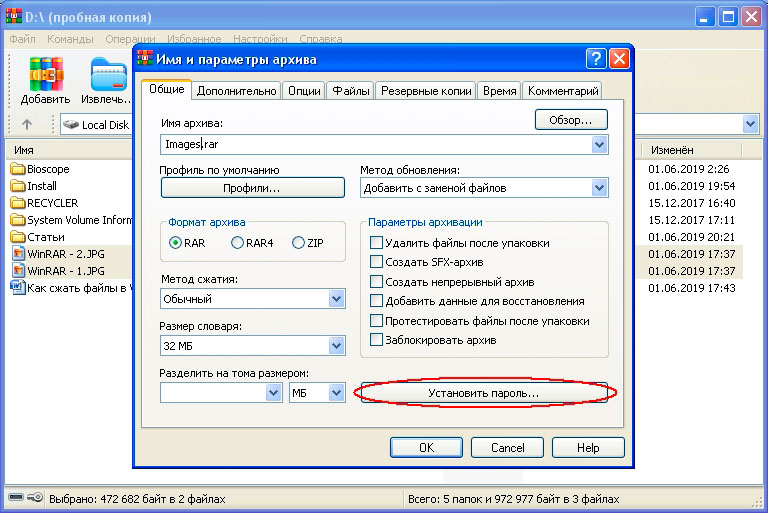 D:\ (пробная копия)
Файл Команды Операции Избранное Настройки Справка
Добавить Извлечь...
Local Disk
Имя Изменён
Bioscope 01.06.2019 2:26
Install 01.06.2019 19:54
RECYCLER 15.12.2017 16:40
System Volume Inform 15.12.2017 17:11
Статьи 01.06.2019 20:21
WinRAR - 2.JPG 01.06.2019 17:37
WinRAR - 1.JPG 01.06.2019 17:37
Как сжать файлы в W 01.06.2019 17:43
Имя и параметры архива
Общие Дополнительно Опции Файлы Резервные копии Время Комментарий
Имя архива:
Обзор...
Images.rar
Профиль по умолчанию
Профили...
Метод обновления:
Добавить с заменой файлов
Формат архива
RAR RAR4 ZIP
Метод сжатия:
Обычный
Размер словаря:
32 МБ
Разделить на тома размером:
МБ
Параметры архивации
Удалить файлы после упаковки
Создать SFX-архив
Создать непрерывный архив
Добавить данные для восстановления
Протестировать файлы после упаковки
Заблокировать архив
Установить пароль...
OK Cancel Help
Выбрано: 472 682 байт в 2 файлах
Всего: 5 папок и 972 977 байт в 3 файлах